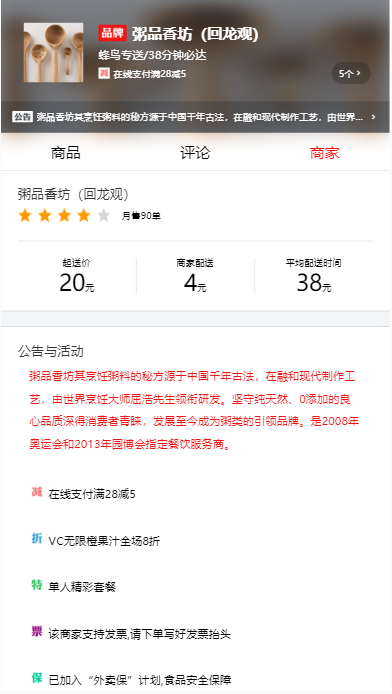 品牌 粥品香坊（回龙观）
蜂鸟专送/38分钟必达
减 在线支付满28减5
5个 >
公告 粥品香坊其烹饪粥料的秘方源于中国千年古法，在融和现代制作工艺，由世界... >
商品 评论 商家
粥品香坊（回龙观）
月售90单
起送价 商家配送 平均配送时间
20元 4元 38元
公告与活动
粥品香坊其烹饪粥料的秘方源于中国千年古法，在融和现代制作工
艺，由世界烹饪大师屈浩先生领衔研发。坚守纯天然、0添加的良
心品质深得消费者青睐，发展至今成为粥类的引领品牌。是2008年
奥运会和2013年园博会指定餐饮服务商。
减 在线支付满28减5
折 VC无限橙果汁全场8折
特 单人精彩套餐
票 该商家支持发票,请下单写好发票抬头
保 已加入“外卖保”计划,食品安全保障